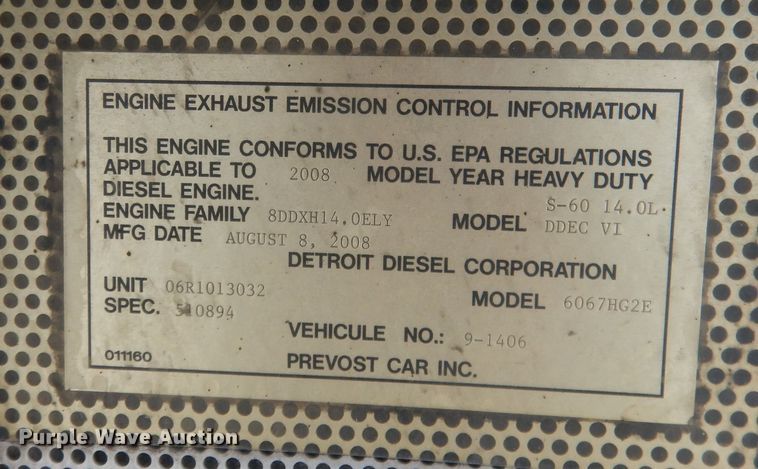 ENGINE EXHAUST EMISSION CONTROL INFORMATION
THIS ENGINE CONFORMS TO U.S. EPA REGULATIONS
APPLICABLE TO 2008 MODEL YEAR HEAVY DUTY
DIESEL ENGINE.
S-60 14.0L
ENGINE FAMILY 8DDXH14.0ELY MODEL DDEC VI
MFG DATE AUGUST 8, 2008
DETROIT DIESEL CORPORATION
UNIT 06R1013032 MODEL 6067HG2E
SPEC. 510894
VEHICULE NO.: 9-1406
011160 PREVOST CAR INC.
Purple Wave Auction